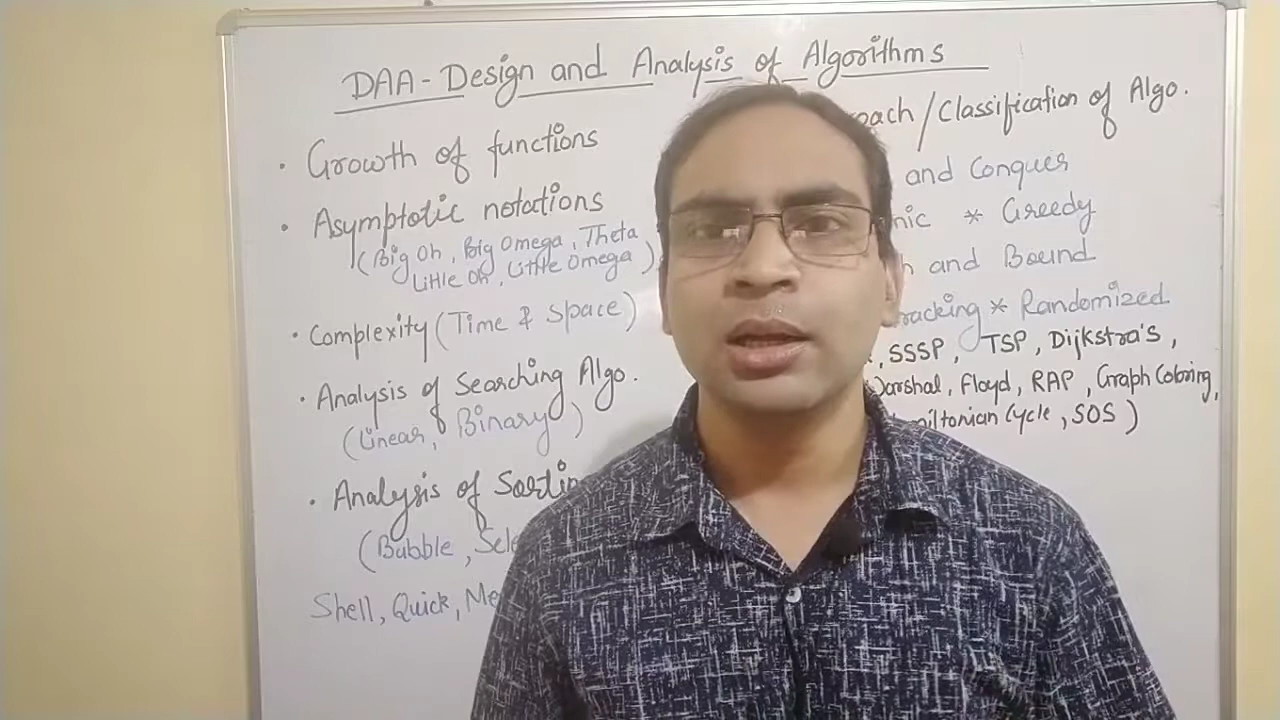 DAA - Design and Analysis of Algorithms
• Growth of functions
• Asymptotic notations
(Big Oh, Big Omega, Theta
Little Oh, Little Omega)
• Complexity (Time & Space)
• Analysis of Searching Algo.
(Linear, Binary)
• Analysis of
(Bubble,
Shell, Quick,
/Classification of Algo.
and Conquer
* Greedy
and Bound
* Randomized
, SSSP, TSP, Dijkstra's,
Floyd, RAP, Graph Coloring,
Cycle, SOS)